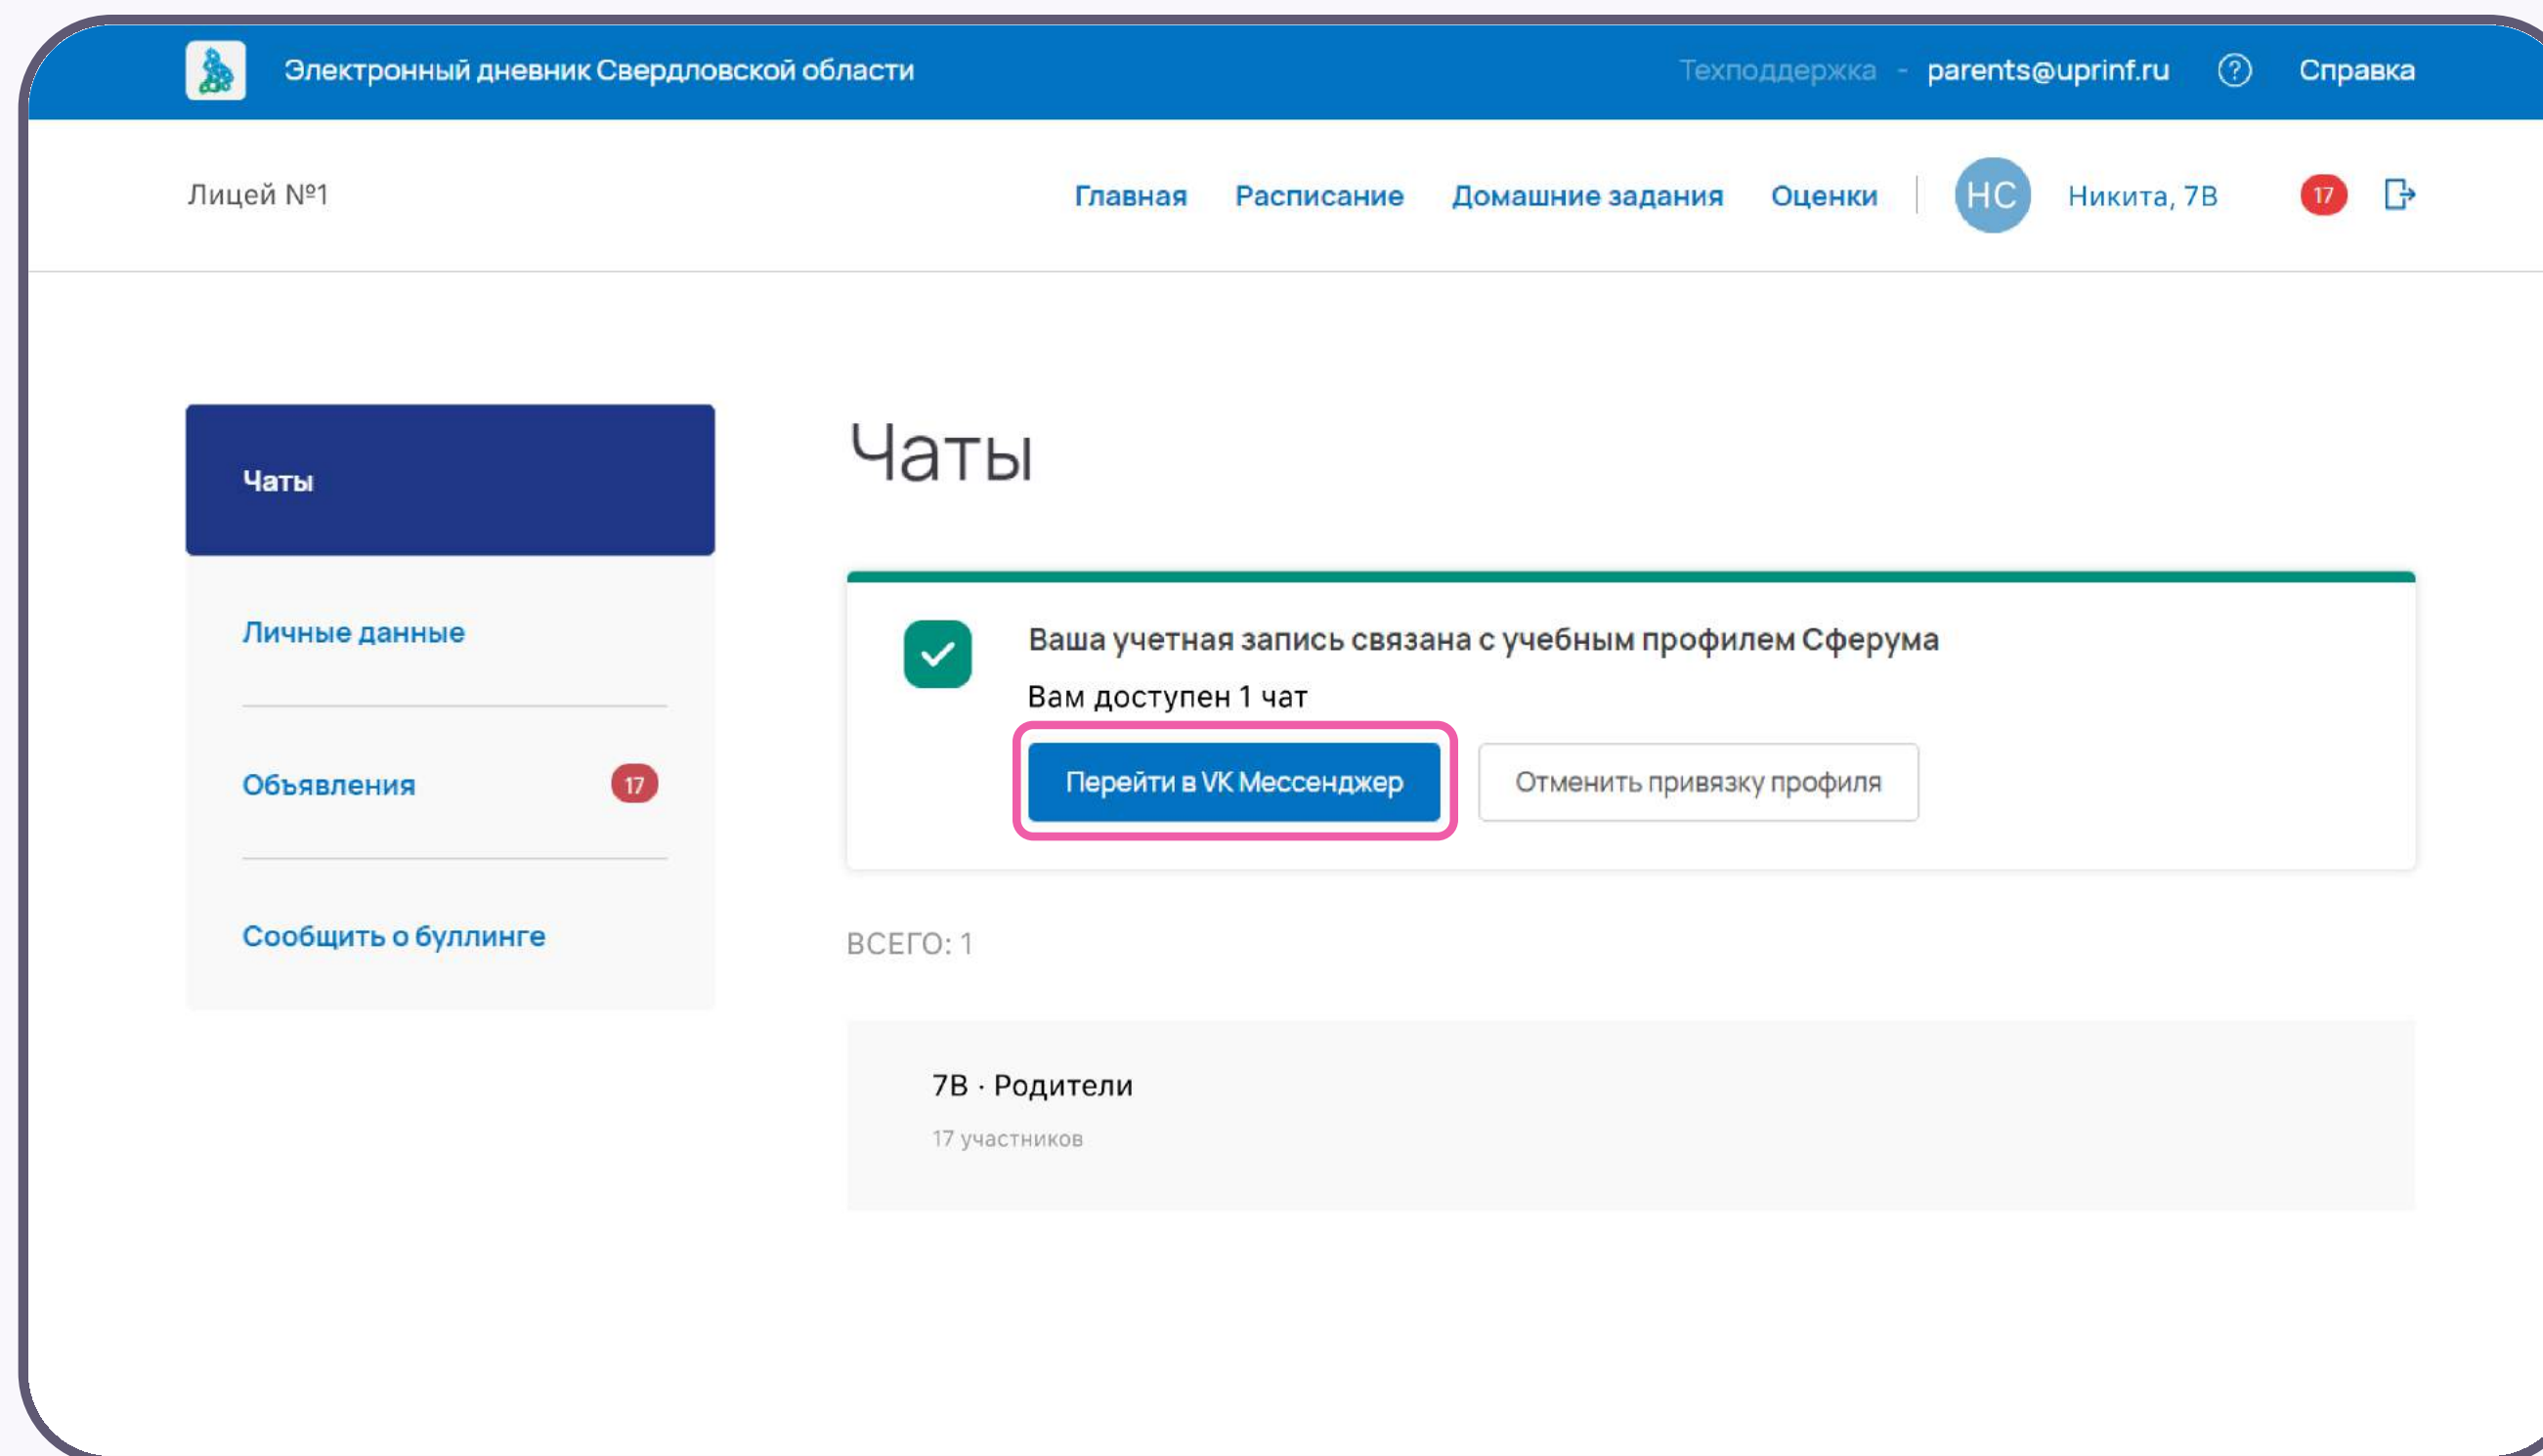 Электронный дневник Свердловской области
Техподдержка - parents@uprinf.ru ? Справка
Лицей №1
Главная Расписание Домашние задания Оценки НС Никита, 7В 17
Чаты
Личные данные
Объявления 17
Сообщить о буллинге
Чаты
Ваша учетная запись связана с учебным профилем Сферума
Вам доступен 1 чат
Перейти в VK Мессенджер Отменить привязку профиля
ВСЕГО: 1
7В · Родители
17 участников